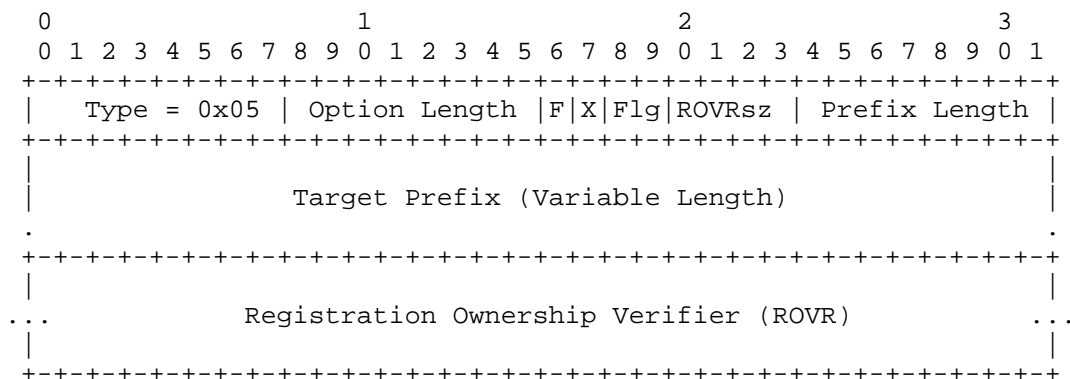 0                   1                   2                   3
0 1 2 3 4 5 6 7 8 9 0 1 2 3 4 5 6 7 8 9 0 1 2 3 4 5 6 7 8 9 0 1
+-+-+-+-+-+-+-+-+-+-+-+-+-+-+-+-+-+-+-+-+-+-+-+-+-+-+-+-+-+-+-+-+
|   Type = 0x05 | Option Length |F|X|Flg|ROVRsz | Prefix Length |
+-+-+-+-+-+-+-+-+-+-+-+-+-+-+-+-+-+-+-+-+-+-+-+-+-+-+-+-+-+-+-+-+
|                                                               |
|                Target Prefix (Variable Length)                |
.                                                               .
+-+-+-+-+-+-+-+-+-+-+-+-+-+-+-+-+-+-+-+-+-+-+-+-+-+-+-+-+-+-+-+-+
|                                                               |
...            Registration Ownership Verifier (ROVR)           ...
|                                                               |
+-+-+-+-+-+-+-+-+-+-+-+-+-+-+-+-+-+-+-+-+-+-+-+-+-+-+-+-+-+-+-+-+